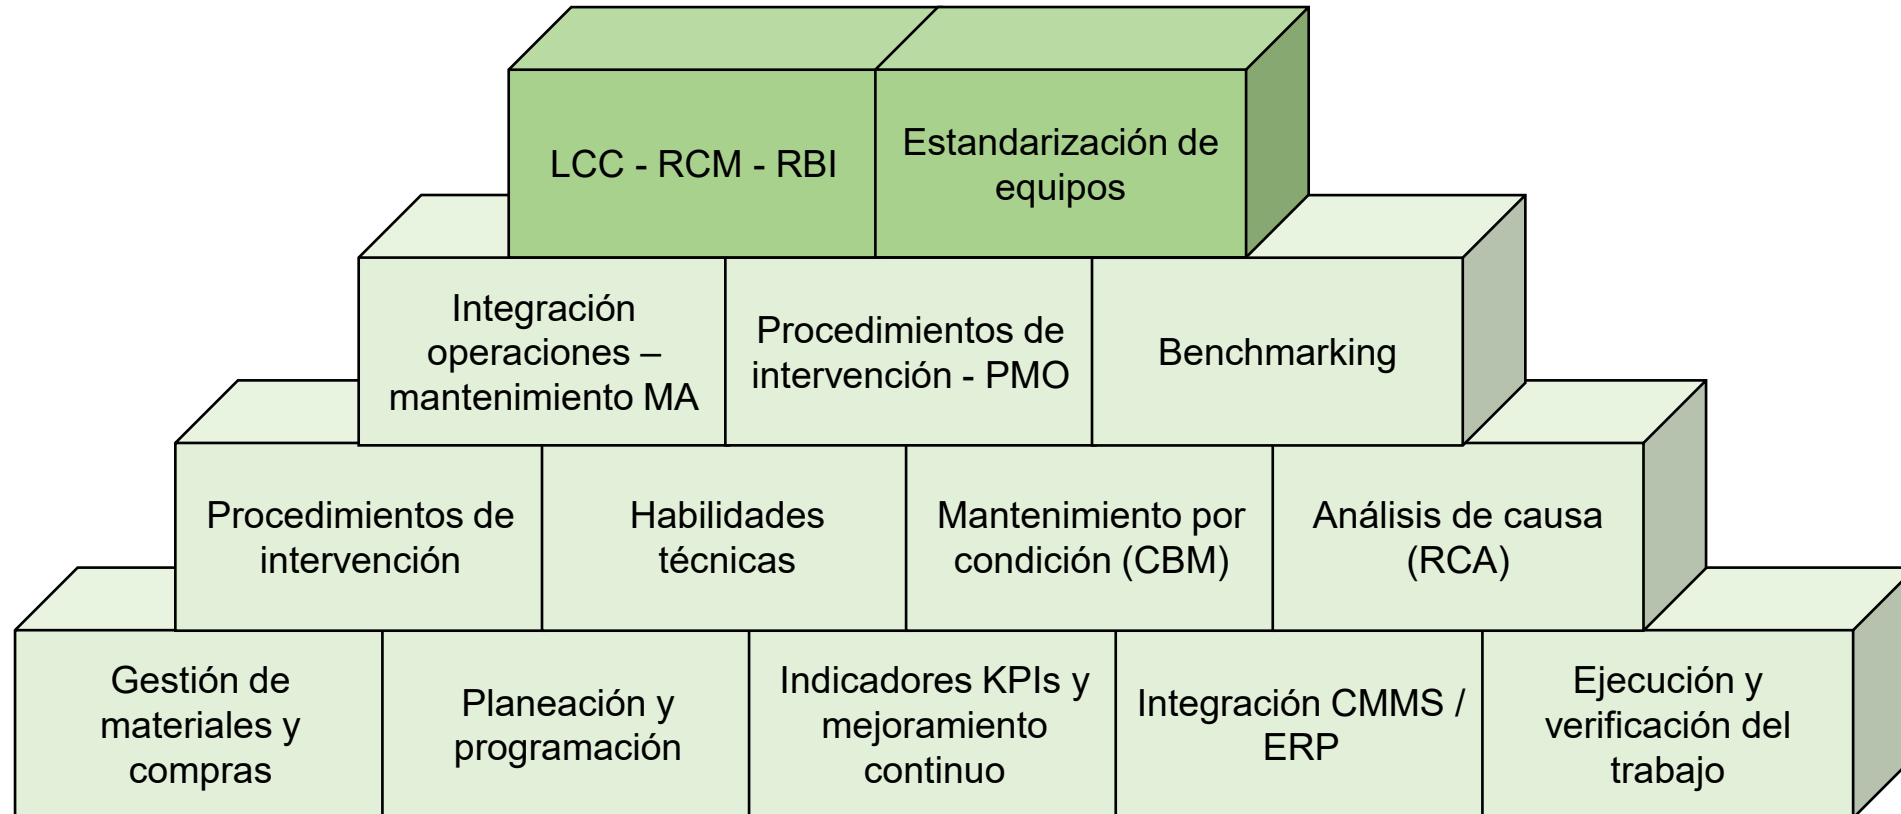 LCC - RCM - RBI
Estandarización de
equipos
Integración
operaciones –
mantenimiento MA
Procedimientos de
intervención - PMO
Benchmarking
Procedimientos de
intervención
Habilidades
técnicas
Mantenimiento por
condición (CBM)
Análisis de causa
(RCA)
Gestión de
materiales y
compras
Planeación y
programación
Indicadores KPIs y
mejoramiento
continuo
Integración CMMS /
ERP
Ejecución y
verificación del
trabajo